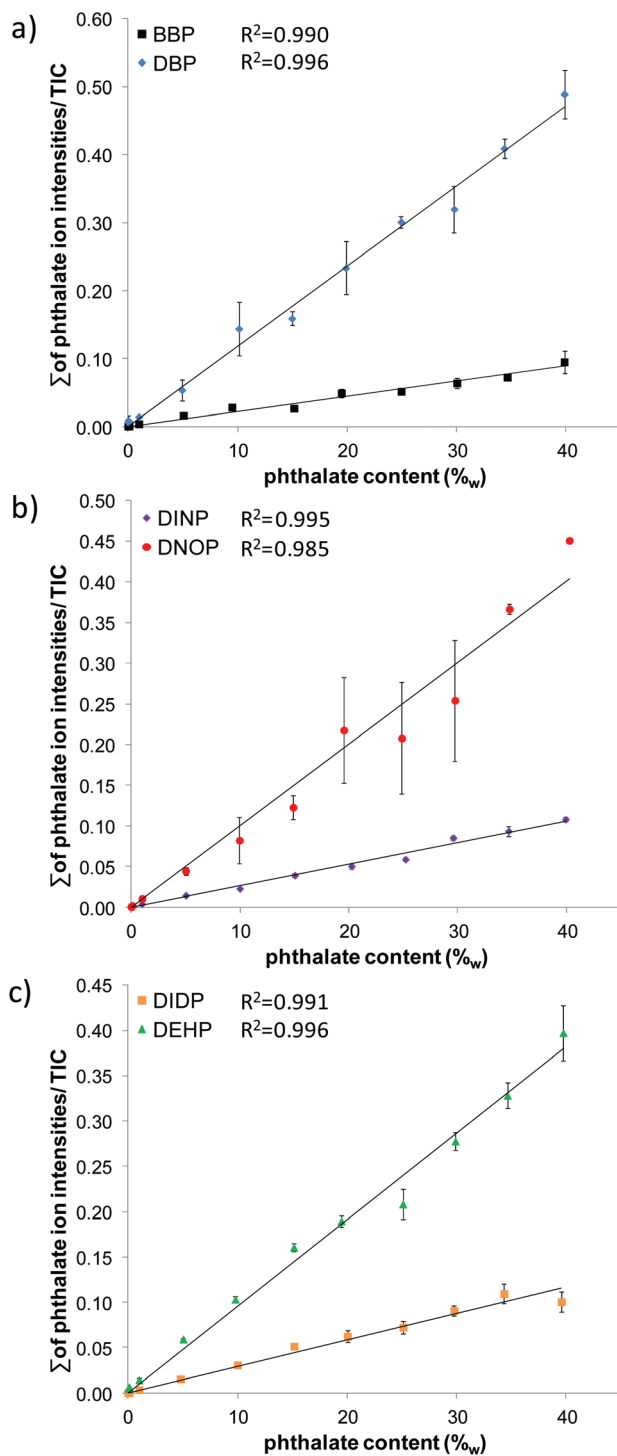 a)
BBP R²=0.990
DBP R²=0.996
∑of phthalate ion intensities/ TIC
0.60
0.50
0.40
0.30
0.20
0.10
0.00
0 10 20 30 40
phthalate content (%w)
b)
DINP R²=0.995
DNOP R²=0.985
∑of phthalate ion intensities/ TIC
0.50
0.45
0.40
0.35
0.30
0.25
0.20
0.15
0.10
0.05
0.00
0 10 20 30 40
phthalate content (%w)
c)
DIDP R²=0.991
DEHP R²=0.996
∑of phthalate ion intensities/ TIC
0.45
0.40
0.35
0.30
0.25
0.20
0.15
0.10
0.05
0.00
0 10 20 30 40
phthalate content (%w)